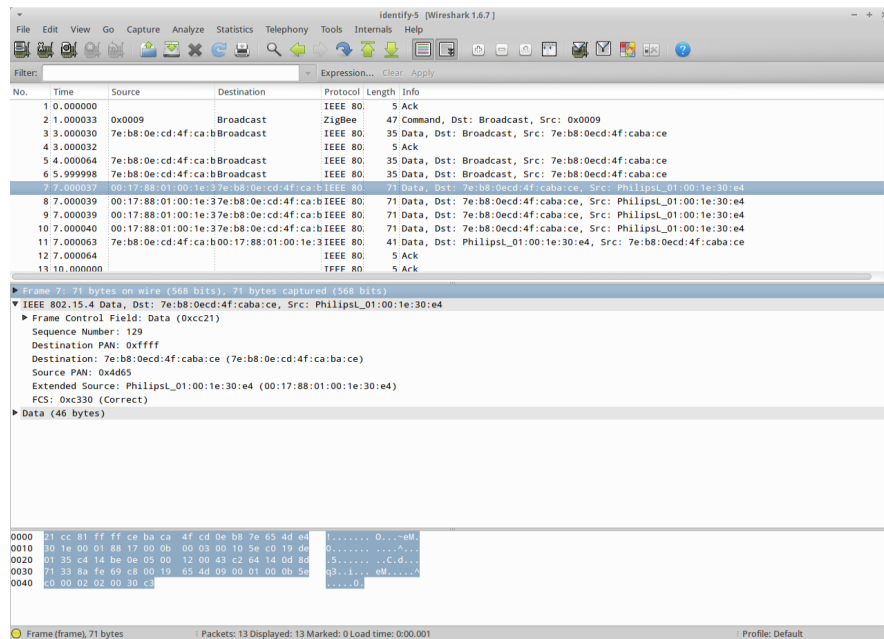 identify-5 [Wireshark 1.6.7 ]
File Edit View Go Capture Analyze Statistics Telephony Tools Internals Help
Filter: Expression... Clear Apply
No. Time Source Destination Protocol Length Info
1 0.000000 IEEE 80. 5 Ack
2 1.000033 0x0009 Broadcast ZigBee 47 Command, Dst: Broadcast, Src: 0x0009
3 3.000030 7e:b8:0e:cd:4f:ca:b Broadcast IEEE 80. 35 Data, Dst: Broadcast, Src: 7e:b8:0ecd:4f:caba:ce
4 3.000032 IEEE 80. 5 Ack
5 4.000064 7e:b8:0e:cd:4f:ca:b Broadcast IEEE 80. 35 Data, Dst: Broadcast, Src: 7e:b8:0ecd:4f:caba:ce
6 5.999998 7e:b8:0e:cd:4f:ca:b Broadcast IEEE 80. 35 Data, Dst: Broadcast, Src: 7e:b8:0ecd:4f:caba:ce
7 7.000037 00:17:88:01:00:1e:3 7e:b8:0e:cd:4f:ca:b IEEE 80. 71 Data, Dst: 7e:b8:0ecd:4f:caba:ce, Src: PhilipsL_01:00:1e:30:e4
8 7.000039 00:17:88:01:00:1e:3 7e:b8:0e:cd:4f:ca:b IEEE 80. 71 Data, Dst: 7e:b8:0ecd:4f:caba:ce, Src: PhilipsL_01:00:1e:30:e4
9 7.000039 00:17:88:01:00:1e:3 7e:b8:0e:cd:4f:ca:b IEEE 80. 71 Data, Dst: 7e:b8:0ecd:4f:caba:ce, Src: PhilipsL_01:00:1e:30:e4
10 7.000040 00:17:88:01:00:1e:3 7e:b8:0e:cd:4f:ca:b IEEE 80. 71 Data, Dst: 7e:b8:0ecd:4f:caba:ce, Src: PhilipsL_01:00:1e:30:e4
11 7.000063 7e:b8:0e:cd:4f:ca:b 00:17:88:01:00:1e:3 IEEE 80. 41 Data, Dst: PhilipsL_01:00:1e:30:e4, Src: 7e:b8:0ecd:4f:caba:ce
12 7.000064 IEEE 80. 5 Ack
13 10.000000 IEEE 80. 5 Ack
Frame 7: 71 bytes on wire (568 bits), 71 bytes captured (568 bits)
IEEE 802.15.4 Data, Dst: 7e:b8:0ecd:4f:caba:ce, Src: PhilipsL_01:00:1e:30:e4
Frame Control Field: Data (0xcc21)
Sequence Number: 129
Destination PAN: 0xffff
Destination: 7e:b8:0ecd:4f:caba:ce (7e:b8:0e:cd:4f:ca:ba:ce)
Source PAN: 0x4d65
Extended Source: PhilipsL_01:00:1e:30:e4 (00:17:88:01:00:1e:30:e4)
FCS: 0xc330 (Correct)
Data (46 bytes)
0000 21 cc 81 ff ff ce ba ca 4f cd 0e b8 7e 65 4d e4 !....... O...~eM.
0010 30 1e 00 01 88 17 00 0b 00 03 00 10 5e c0 19 de 0....... ....^...
0020 01 35 c4 14 be 0e 05 00 12 00 43 c2 64 14 0d 8d .5...... ..C.d...
0030 71 33 8a fe 69 c8 00 19 65 4d 09 00 01 00 0b 5e q3..i... eM.....^
0040 c0 00 02 02 00 30 c3 .....0.
Frame (frame), 71 bytes Packets: 13 Displayed: 13 Marked: 0 Load time: 0:00.001 Profile: Default